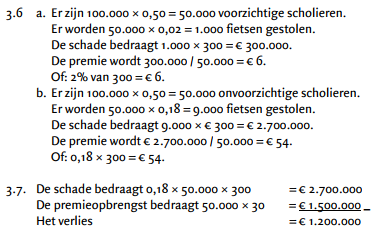 3.6 a. Er zijn 100.000 × 0,50 = 50.000 voorzichtige scholieren.
Er worden 50.000 × 0,02 = 1.000 fietsen gestolen.
De schade bedraagt 1.000 × 300 = € 300.000.
De premie wordt 300.000 / 50.000 = € 6.
Of: 2% van 300 = € 6.
b. Er zijn 100.000 × 0,50 = 50.000 onvoorzichtige scholieren.
Er worden 50.000 × 0,18 = 9.000 fietsen gestolen.
De schade bedraagt 9.000 × € 300 = € 2.700.000.
De premie wordt € 2.700.000 / 50.000 = € 54.
Of: 0,18 × 300 = € 54.
3.7. De schade bedraagt 0,18 × 50.000 × 300 = € 2.700.000
De premieopbrengst bedraagt 50.000 × 30 = € 1.500.000 –
Het verlies = € 1.200.000